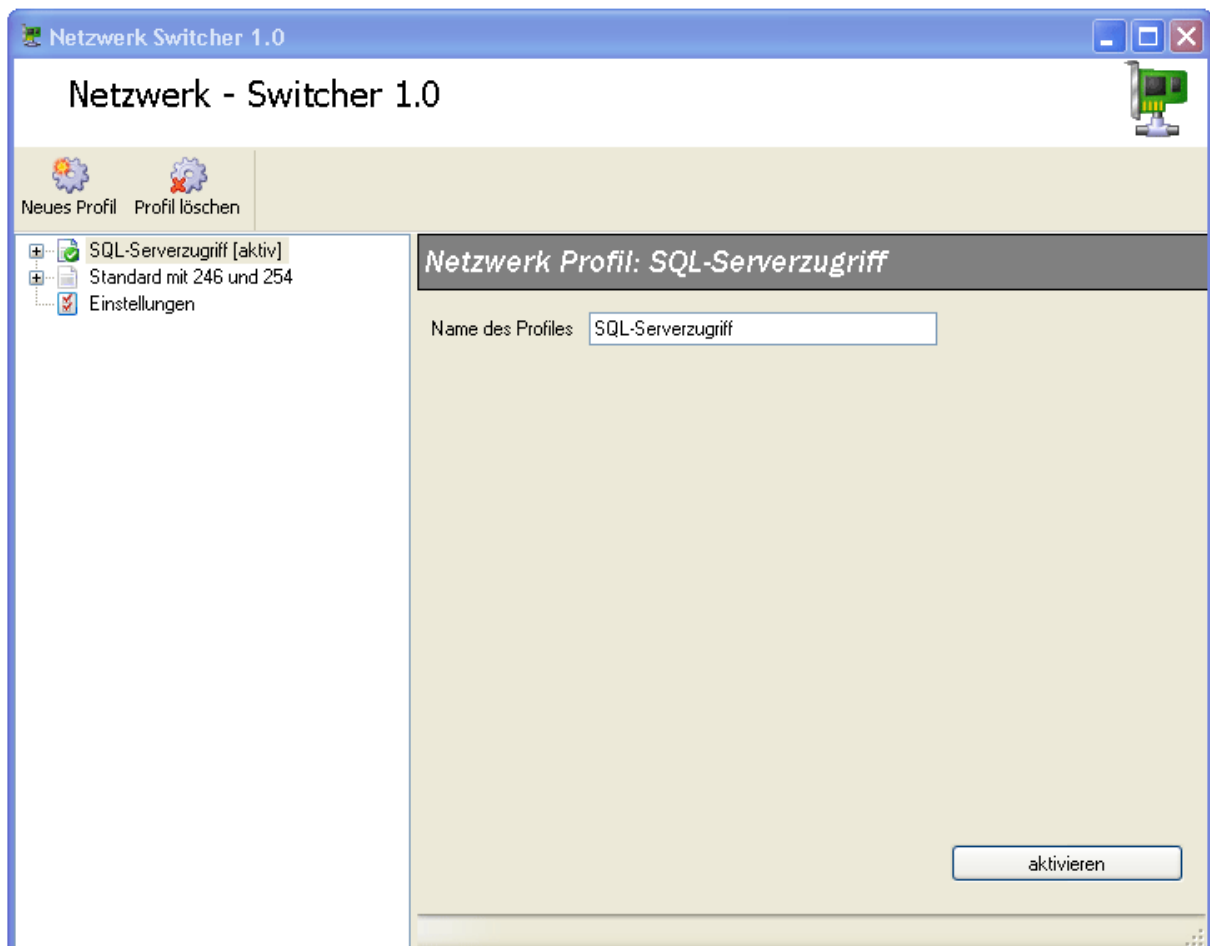 Netzwerk Switcher 1.0
Netzwerk - Switcher 1.0
Neues Profil Profil löschen
SQL-Serverzugriff [aktiv]
Standard mit 246 und 254
Einstellungen
Netzwerk Profil: SQL-Serverzugriff
Name des Profiles SQL-Serverzugriff
aktivieren